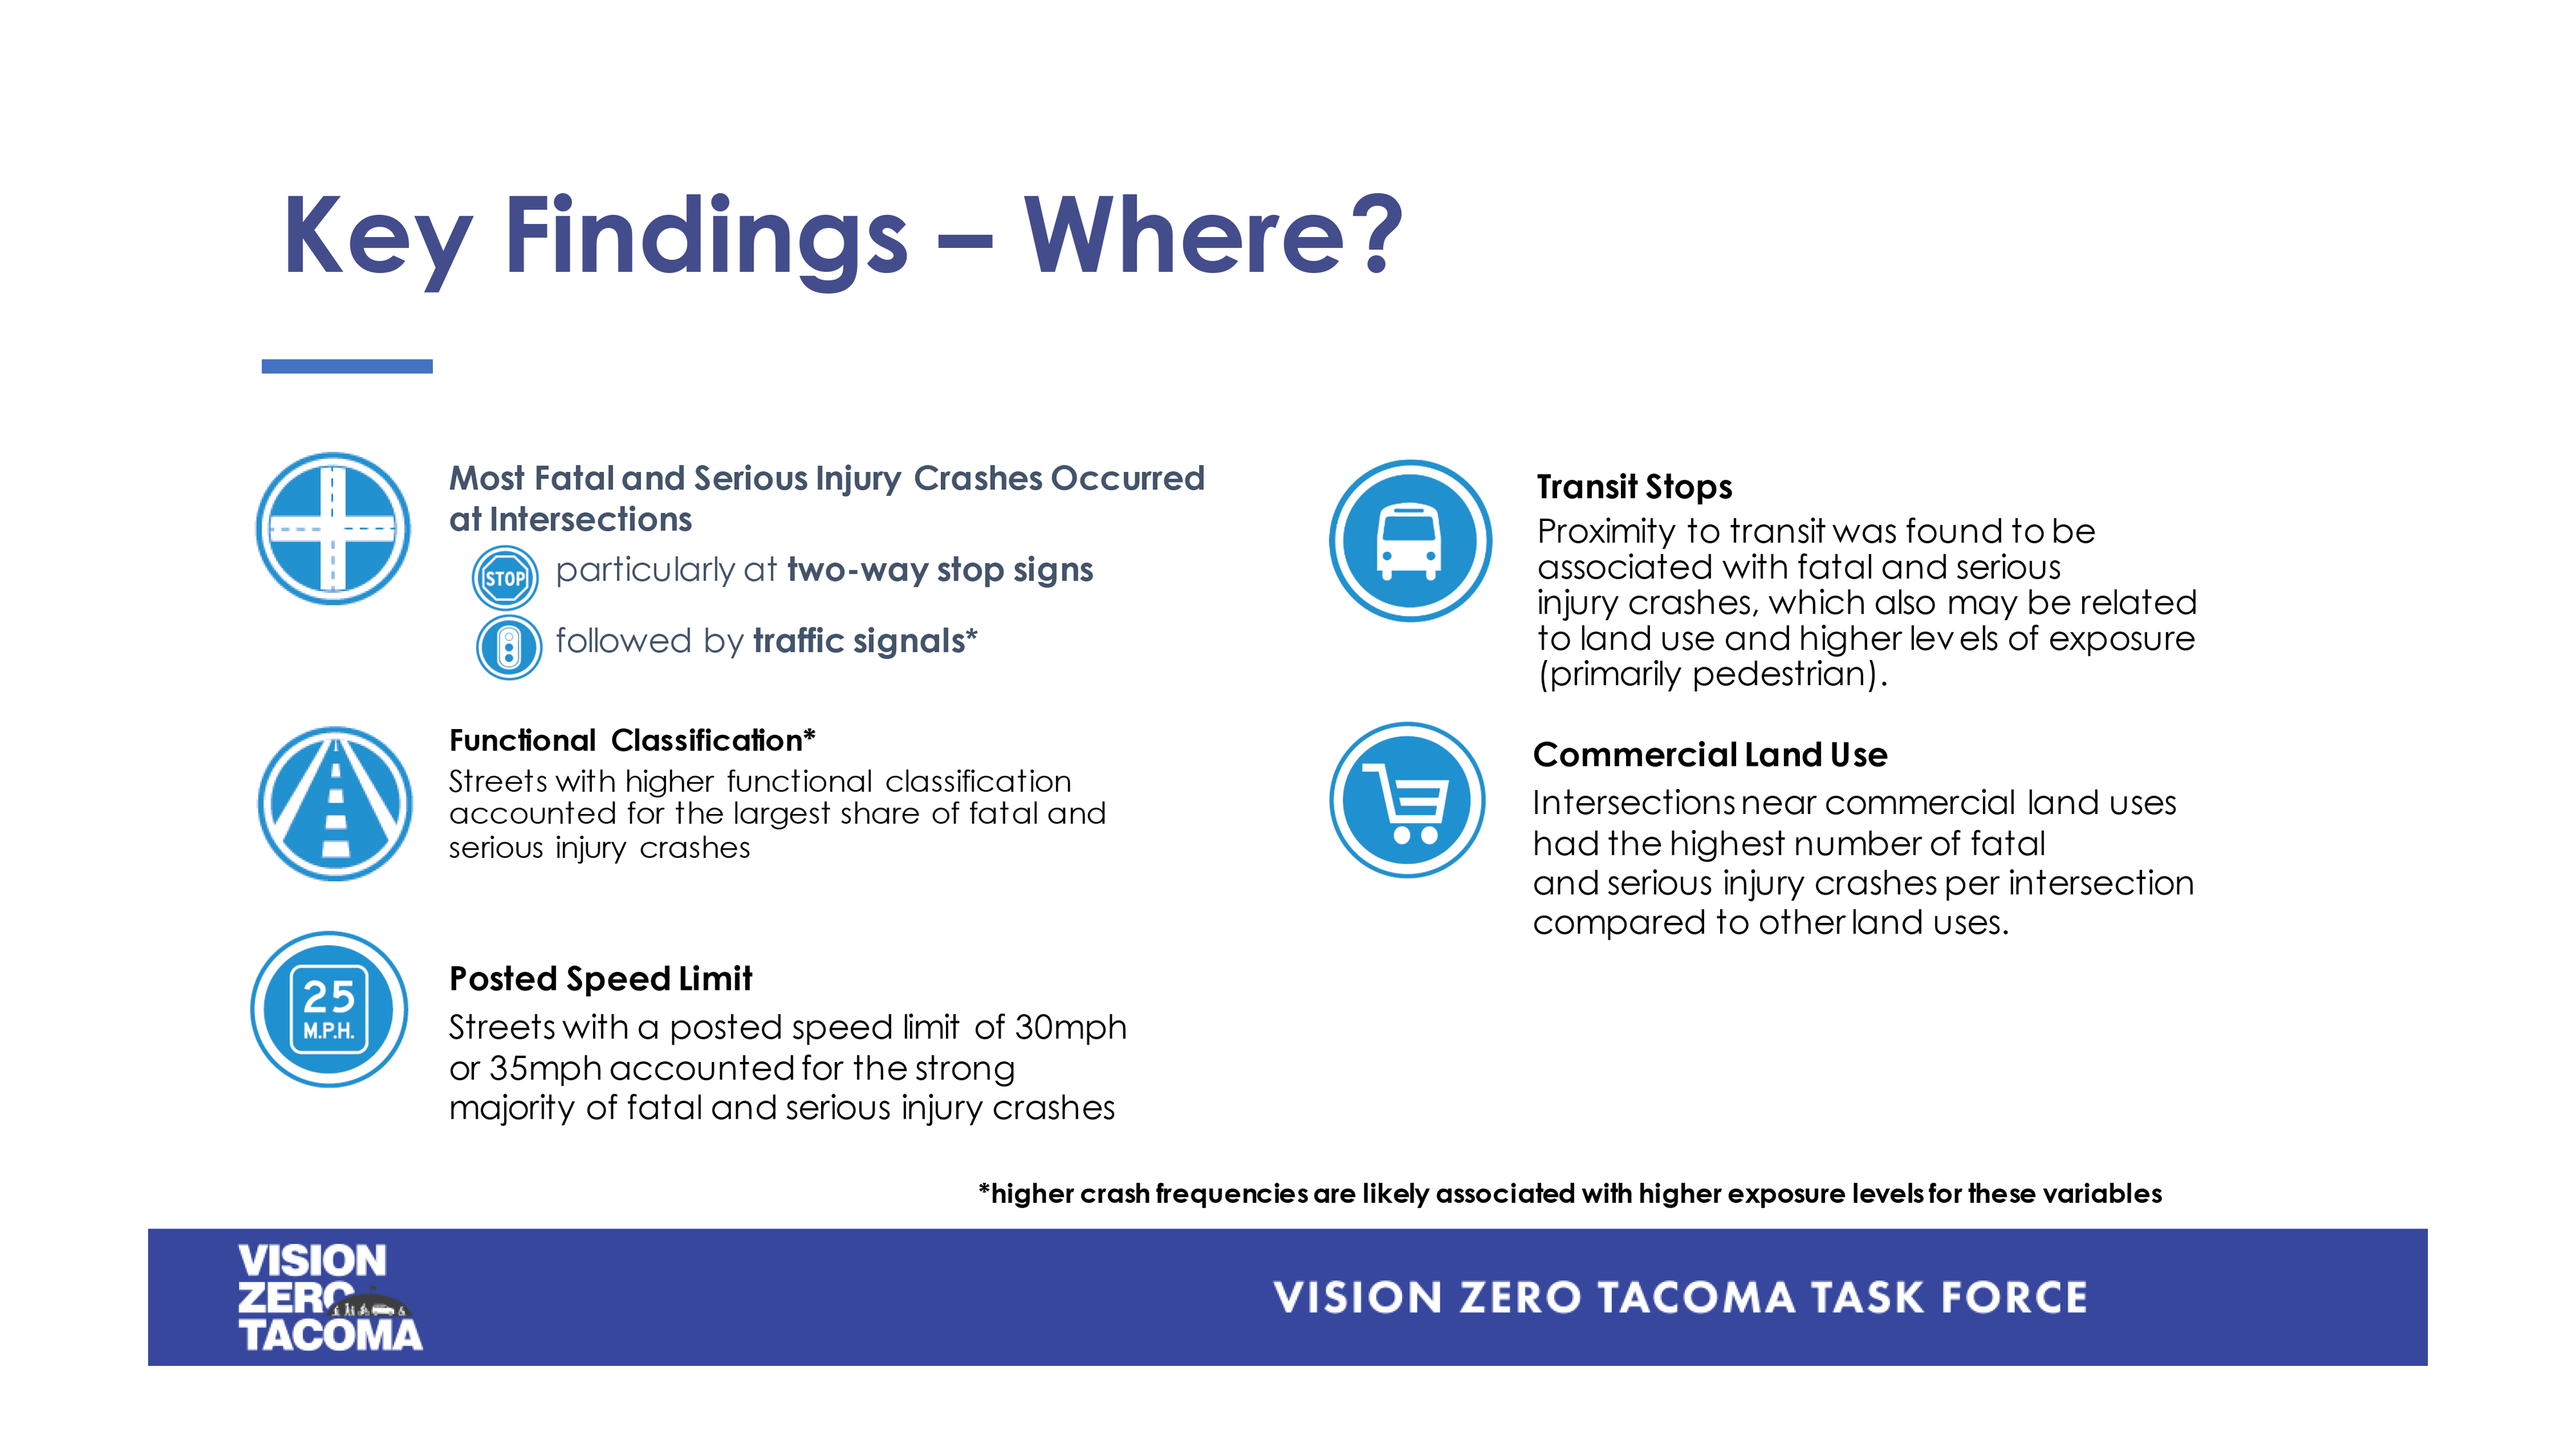 Key Findings – Where?
Most Fatal and Serious Injury Crashes Occurred
at Intersections
STOP
particularly at two-way stop signs
followed by traffic signals*
Functional Classification*
Streets with higher functional classification
accounted for the largest share of fatal and
serious injury crashes
25
M.P.H.
Posted Speed Limit
Streets with a posted speed limit of 30mph
or 35mph accounted for the strong
majority of fatal and serious injury crashes
Transit Stops
Proximity to transit was found to be
associated with fatal and serious
injury crashes, which also may be related
to land use and higher levels of exposure
(primarily pedestrian).
Commercial Land Use
Intersections near commercial land uses
had the highest number of fatal
and serious injury crashes per intersection
compared to other land uses.
*higher crash frequencies are likely associated with higher exposure levels for these variables
VISION
ZERO
TACOMA
VISION ZERO TACOMA TASK FORCE